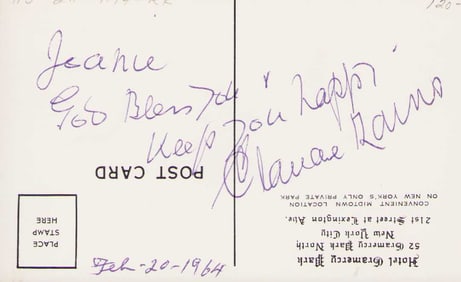 Jeanne
God Bless You &
Keep you happy
Claude Rains
POST CARD
PLACE
STAMP
HERE
Feb-20-1964
Hotel Gramercy Park
52 Gramercy Park North
New York City
21st Street at Lexington Ave.
CONVENIENT MIDTOWN LOCATION
ON NEW YORK'S ONLY PRIVATE PARK